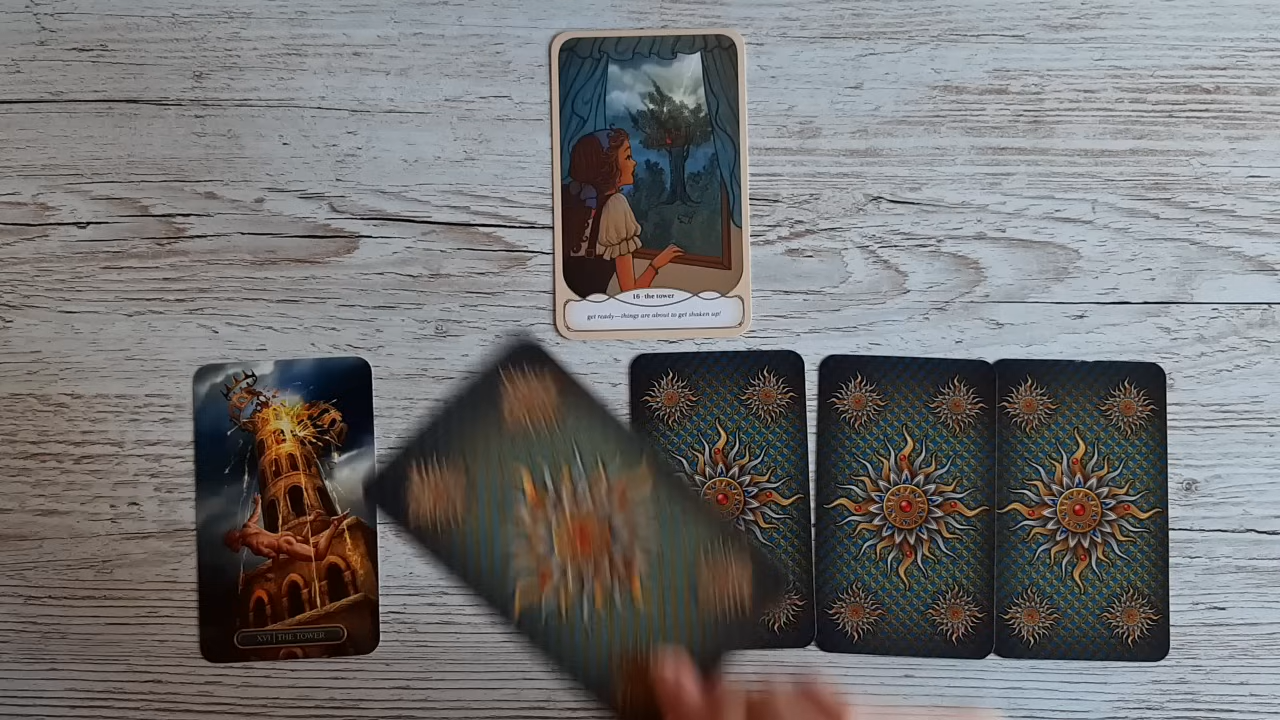 16 · the tower
get ready—things are about to get shaken up!
XVI | THE TOWER